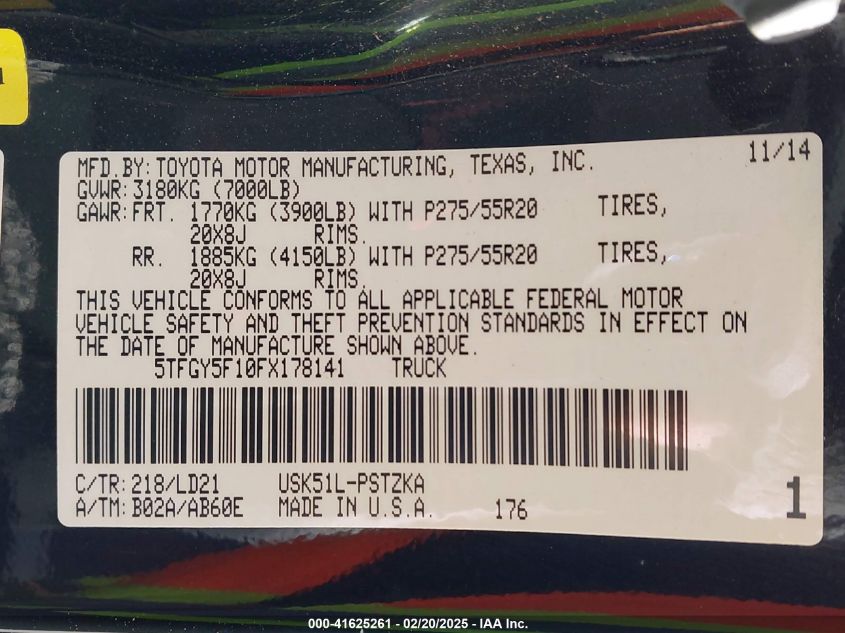 MFD.BY:TOYOTA MOTOR MANUFACTURING, TEXAS, INC. 11/14
GVWR:3180KG (7000LB)
GAWR:FRT. 1770KG (3900LB) WITH P275/55R20 TIRES,
20X8J RIMS.
RR. 1885KG (4150LB) WITH P275/55R20 TIRES,
20X8J RIMS.
THIS VEHICLE CONFORMS TO ALL APPLICABLE FEDERAL MOTOR
VEHICLE SAFETY AND THEFT PREVENTION STANDARDS IN EFFECT ON
THE DATE OF MANUFACTURE SHOWN ABOVE.
5TFGY5F10FX178141 TRUCK
C/TR:218/LD21 USK51L-PSTZKA
A/TM:B02A/AB60E MADE IN U.S.A. 176 1
000-41625261 - 02/20/2025 - IAA Inc.